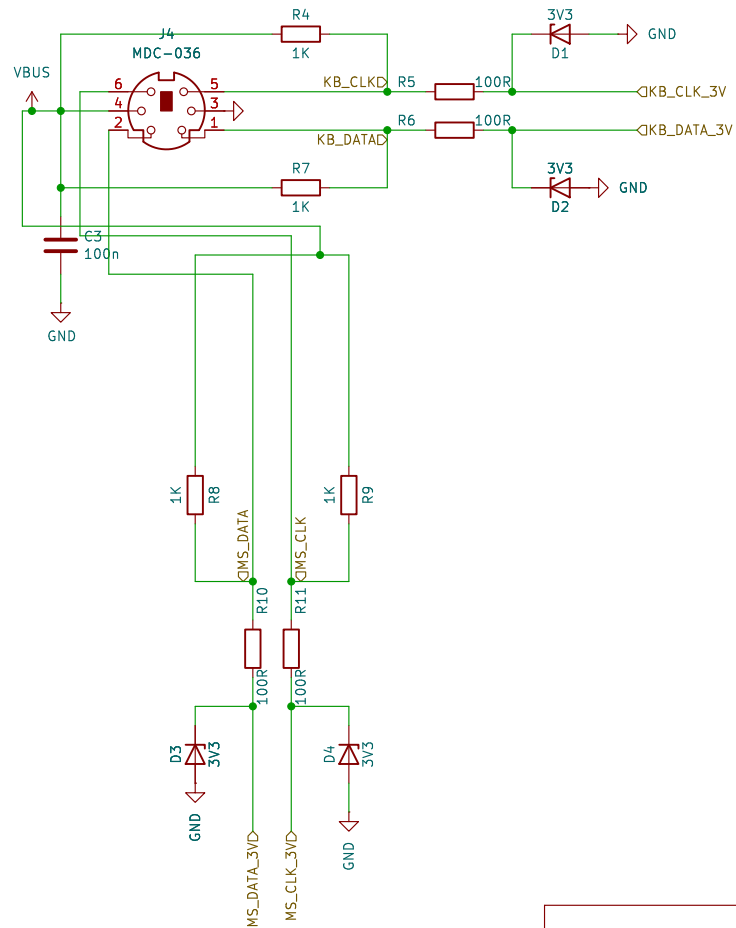 R4
1K
3V3
D1
GND
J4
MDC-036
VBUS
6
4
2
5
3
1
KB_CLK
R5
100R
KB_CLK_3V
KB_DATA
R6
100R
KB_DATA_3V
R7
1K
3V3
D2
GND
C3
100n
GND
1K
R8
1K
R9
MS_DATA
MS_CLK
R10
R11
100R
100R
D3
3V3
D4
3V3
GND
GND
MS_DATA_3V
MS_CLK_3V